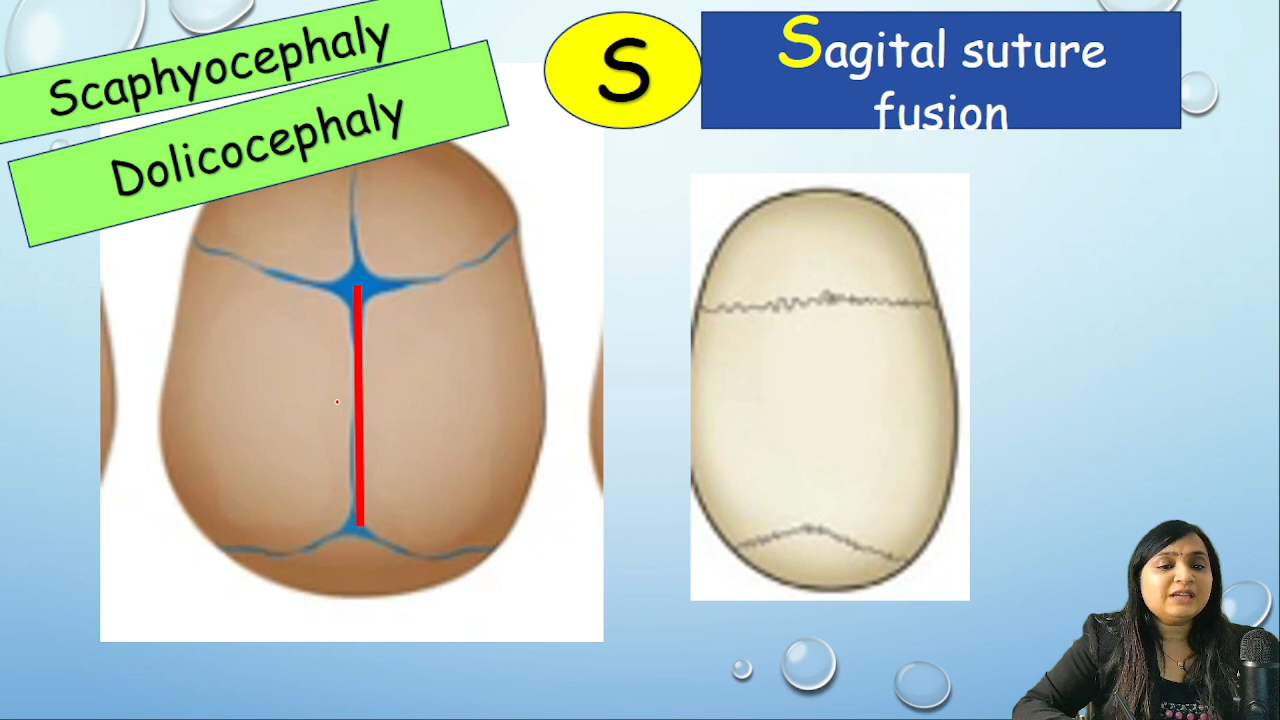 Scaphyocephaly
Dolicocephaly
S
Sagital suture
fusion